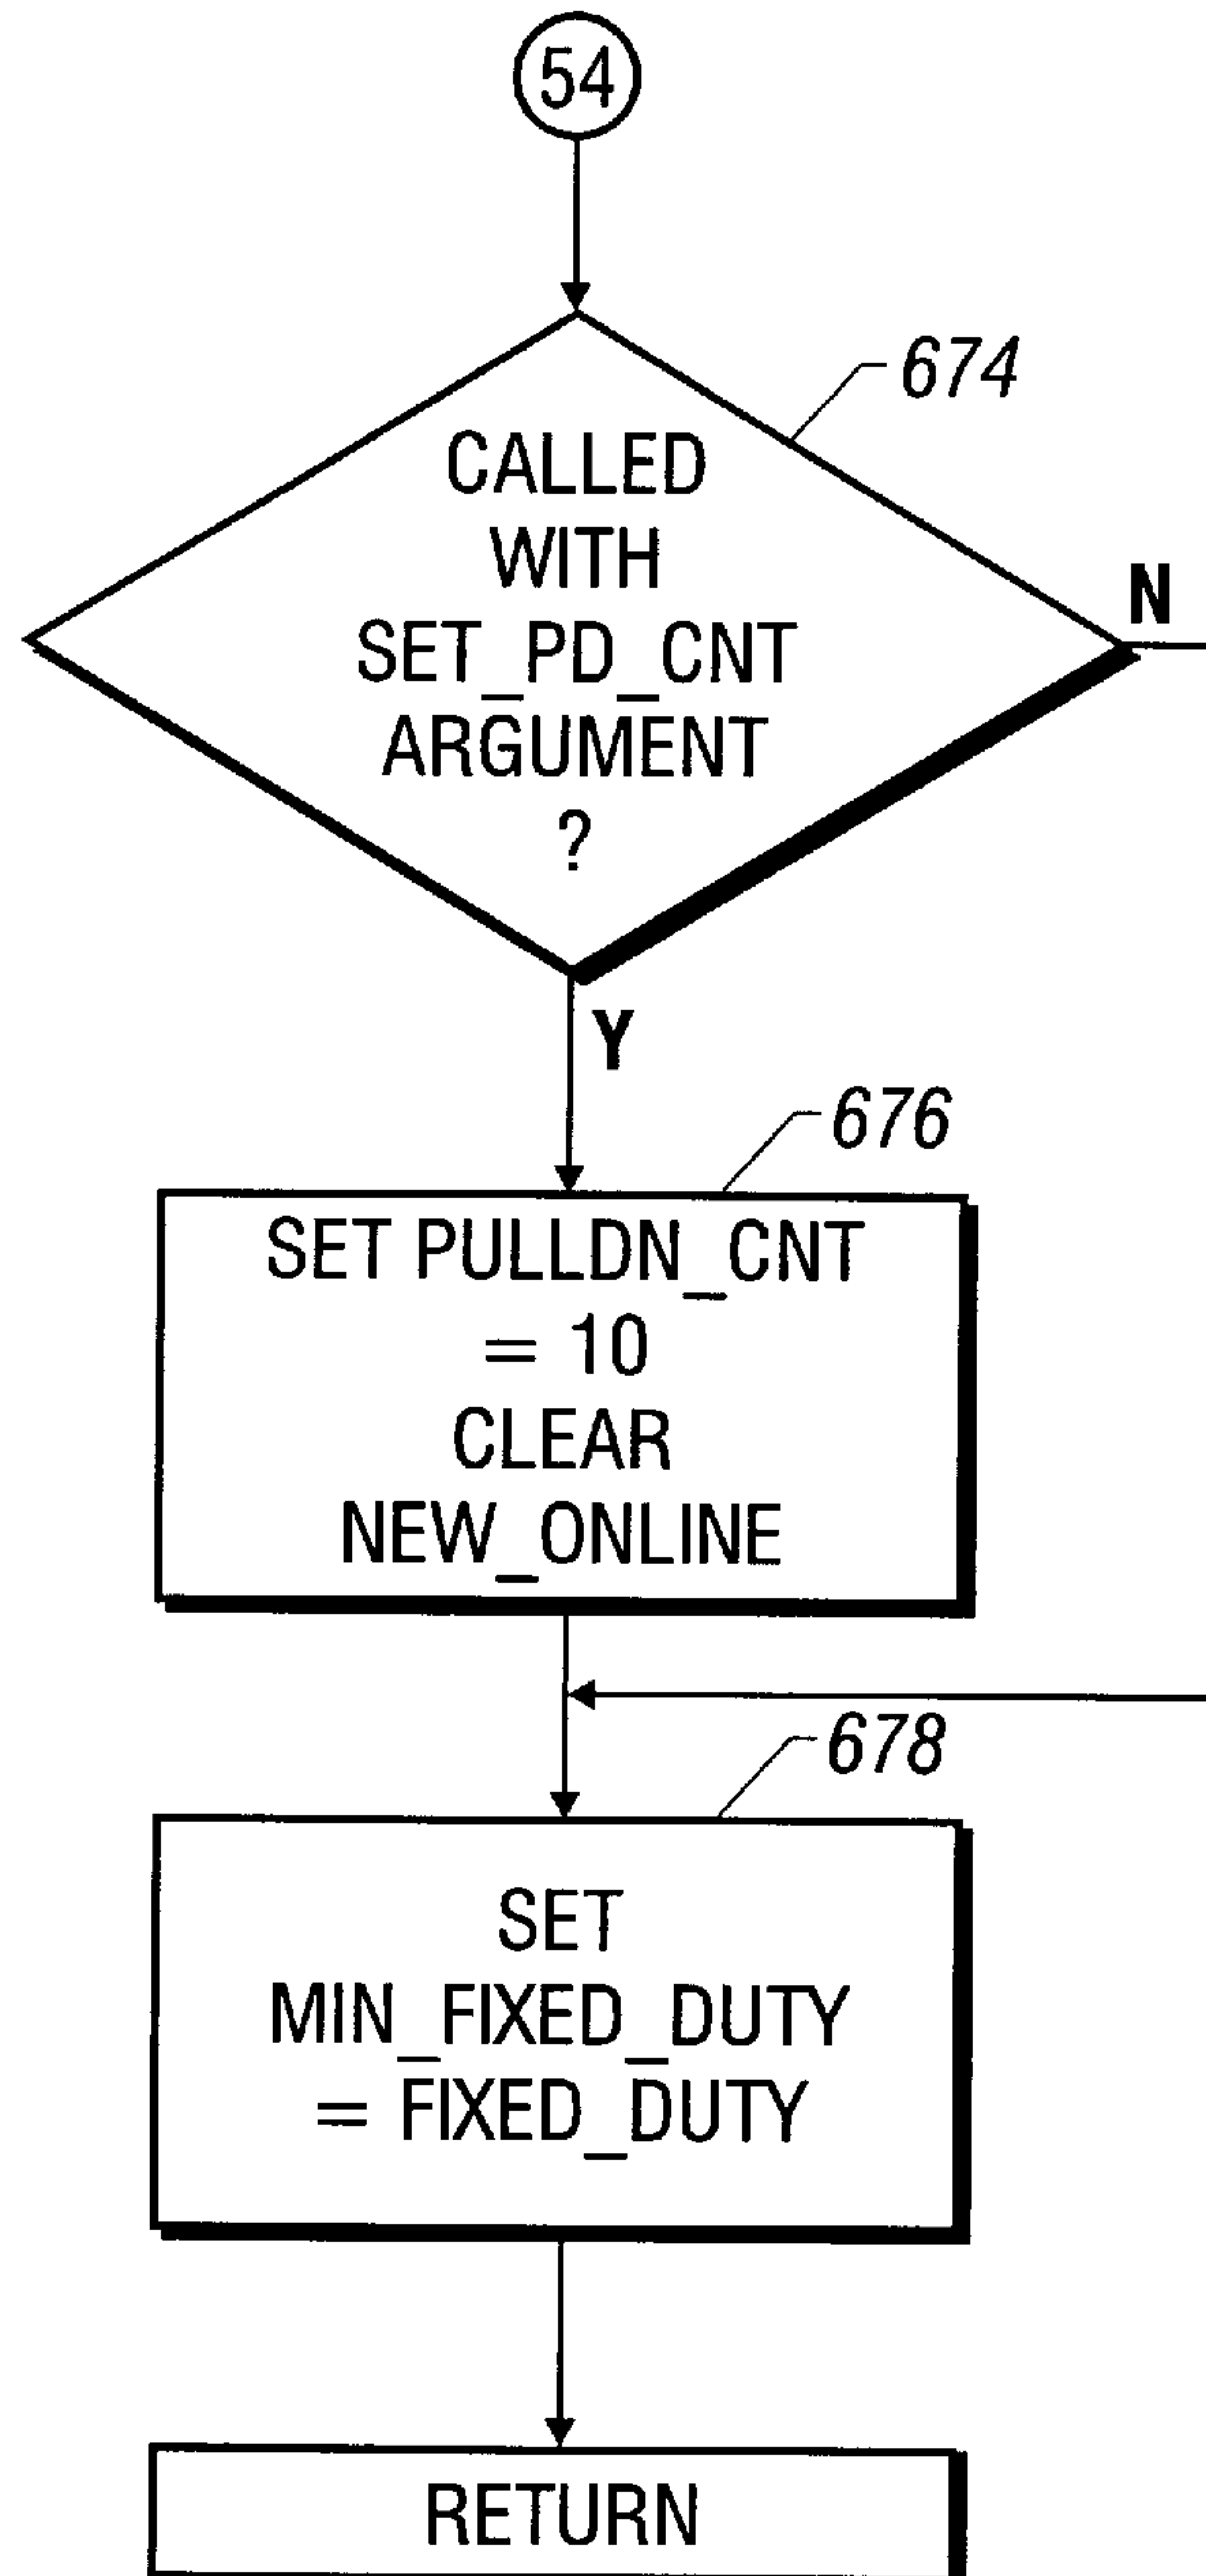 54
674
CALLED
WITH
SET_PD_CNT
ARGUMENT
?
N
Y
676
SET PULLDN_CNT
= 10
CLEAR
NEW_ONLINE
678
SET
MIN_FIXED_DUTY
= FIXED_DUTY
RETURN